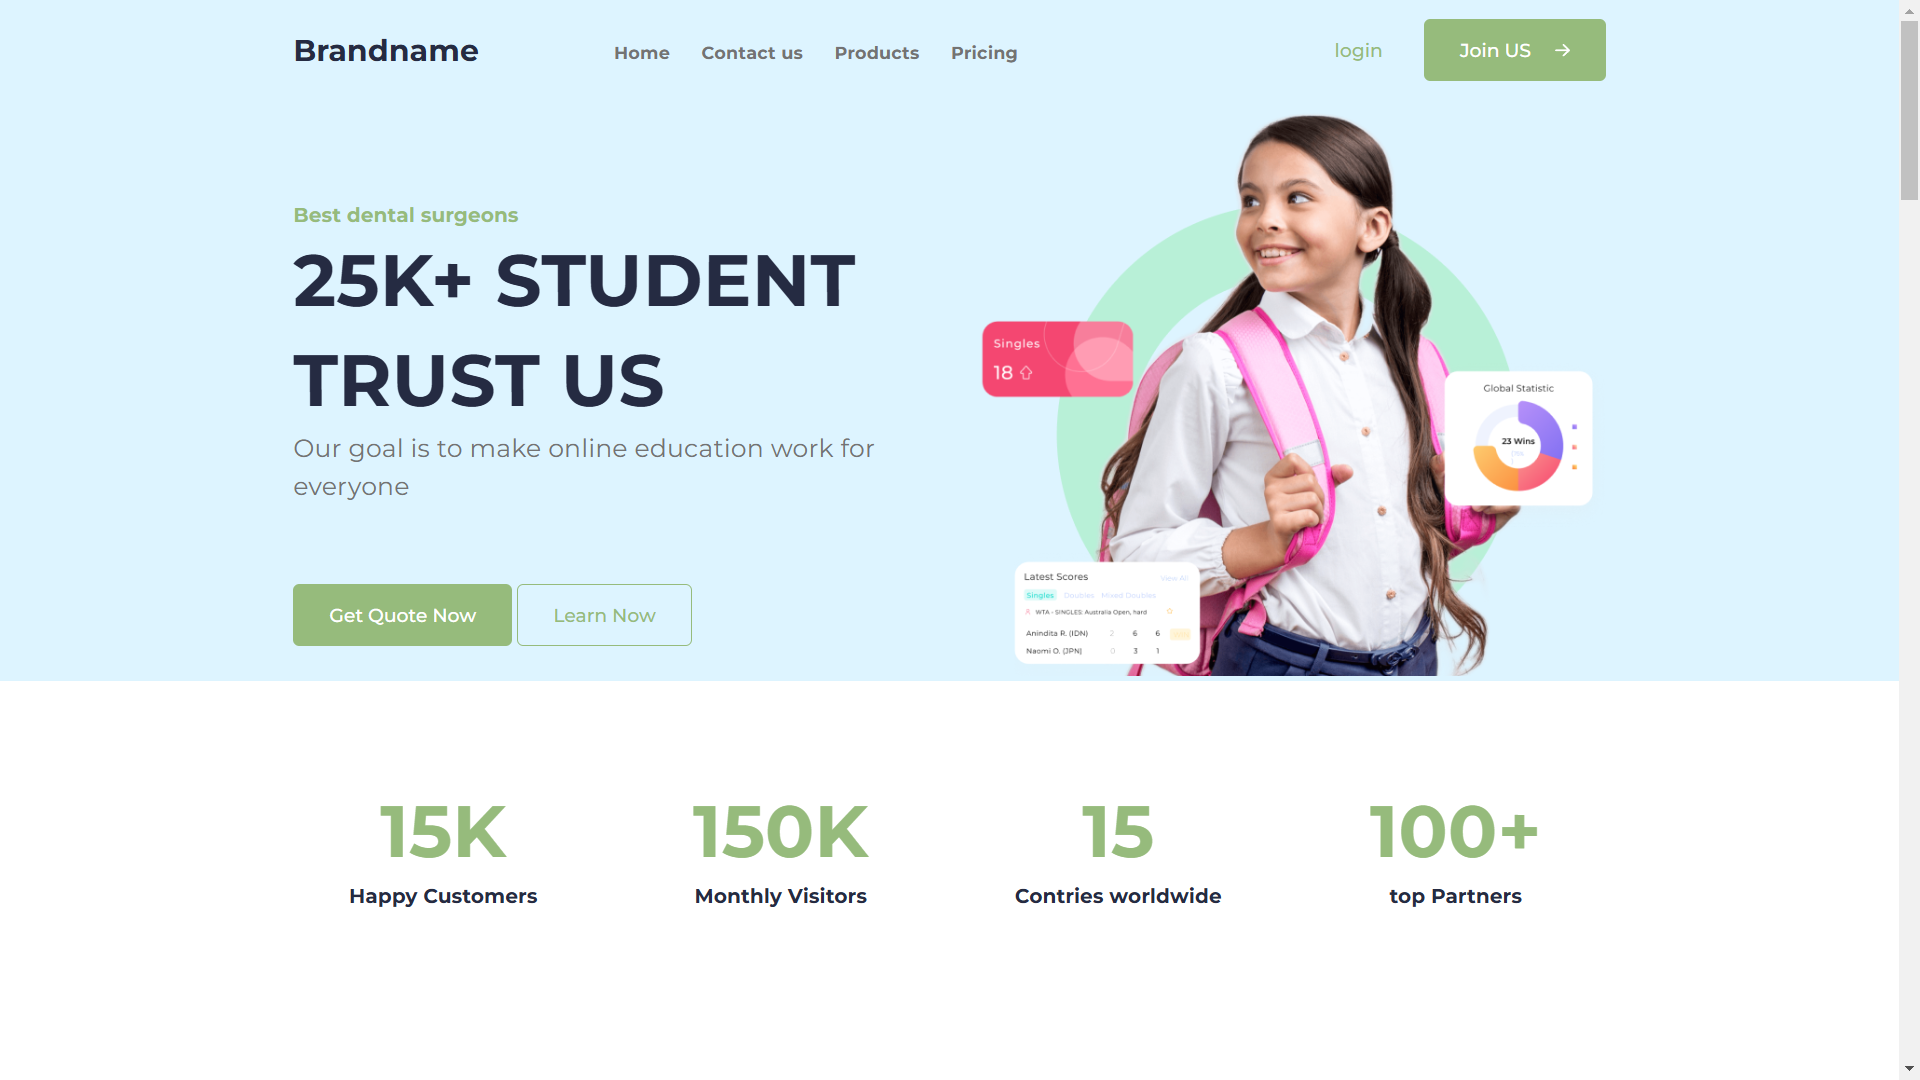 Brandname
Home
Contact us
Products
Pricing
login
Join US
Best dental surgeons
25K+ STUDENT
TRUST US
Our goal is to make online education work for
everyone
Get Quote Now
Learn Now
Singles
18
Global Statistic
23 Wins
Latest Scores
View All
Singles Doubles Mixed Doubles
WTA - SINGLES: Australia Open, hard
Anindita R. (IDN) 2 6 6
Naomi O. (JPN) 0 3 1
15K
Happy Customers
150K
Monthly Visitors
15
Contries worldwide
100+
top Partners